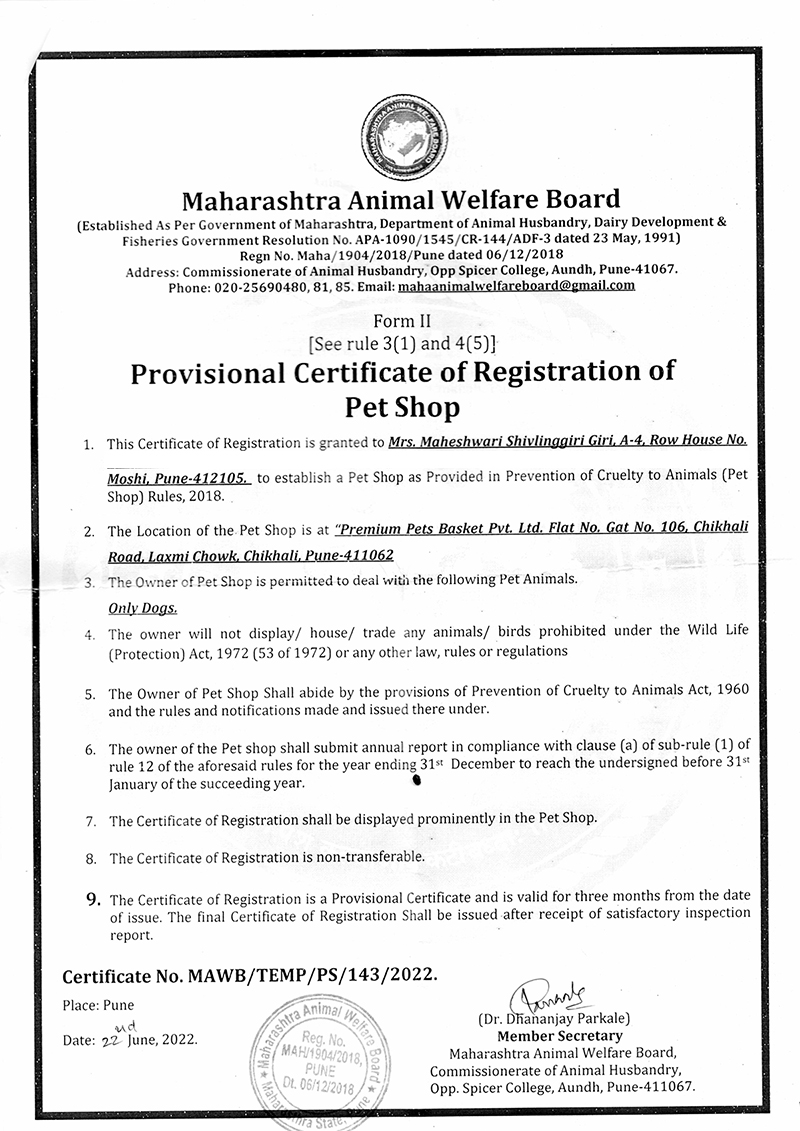 MAHARASHTRA ANIMAL WELFARE BOARD
Maharashtra Animal Welfare Board
(Established As Per Government of Maharashtra, Department of Animal Husbandry, Dairy Development &
Fisheries Government Resolution No. APA-1090/1545/CR-144/ADF-3 dated 23 May, 1991)
Regn No. Maha/1904/2018/Pune dated 06/12/2018
Address: Commissionerate of Animal Husbandry, Opp Spicer College, Aundh, Pune-41067.
Phone: 020-25690480, 81, 85. Email: mahaanimalwelfareboard@gmail.com
Form II
[See rule 3(1) and 4(5)]
Provisional Certificate of Registration of
Pet Shop
1. This Certificate of Registration is granted to Mrs. Maheshwari Shivlinggiri Giri, A-4, Row House No.
Moshi, Pune-412105. to establish a Pet Shop as Provided in Prevention of Cruelty to Animals (Pet
Shop) Rules, 2018.
2. The Location of the Pet Shop is at "Premium Pets Basket Pvt. Ltd. Flat No. Gat No. 106, Chikhali
Road, Laxmi Chowk, Chikhali, Pune-411062
3. The Owner of Pet Shop is permitted to deal with the following Pet Animals.
Only Dogs.
4. The owner will not display/ house/ trade any animals/ birds prohibited under the Wild Life
(Protection) Act, 1972 (53 of 1972) or any other law, rules or regulations
5. The Owner of Pet Shop Shall abide by the provisions of Prevention of Cruelty to Animals Act, 1960
and the rules and notifications made and issued there under.
6. The owner of the Pet shop shall submit annual report in compliance with clause (a) of sub-rule (1) of
rule 12 of the aforesaid rules for the year ending 31st December to reach the undersigned before 31st
January of the succeeding year.
7. The Certificate of Registration shall be displayed prominently in the Pet Shop.
8. The Certificate of Registration is non-transferable.
9. The Certificate of Registration is a Provisional Certificate and is valid for three months from the date
of issue. The final Certificate of Registration Shall be issued after receipt of satisfactory inspection
report.
Certificate No. MAWB/TEMP/PS/143/2022.
Place: Pune
Date: 22nd June, 2022.
Maharashtra Animal Welfare Board
Reg. No.
MAH/1904/2018,
PUNE
Dt. 06/12/2018
Maharashtra State,
(Dr. Dhananjay Parkale)
Member Secretary
Maharashtra Animal Welfare Board,
Commissionerate of Animal Husbandry,
Opp. Spicer College, Aundh, Pune-411067.